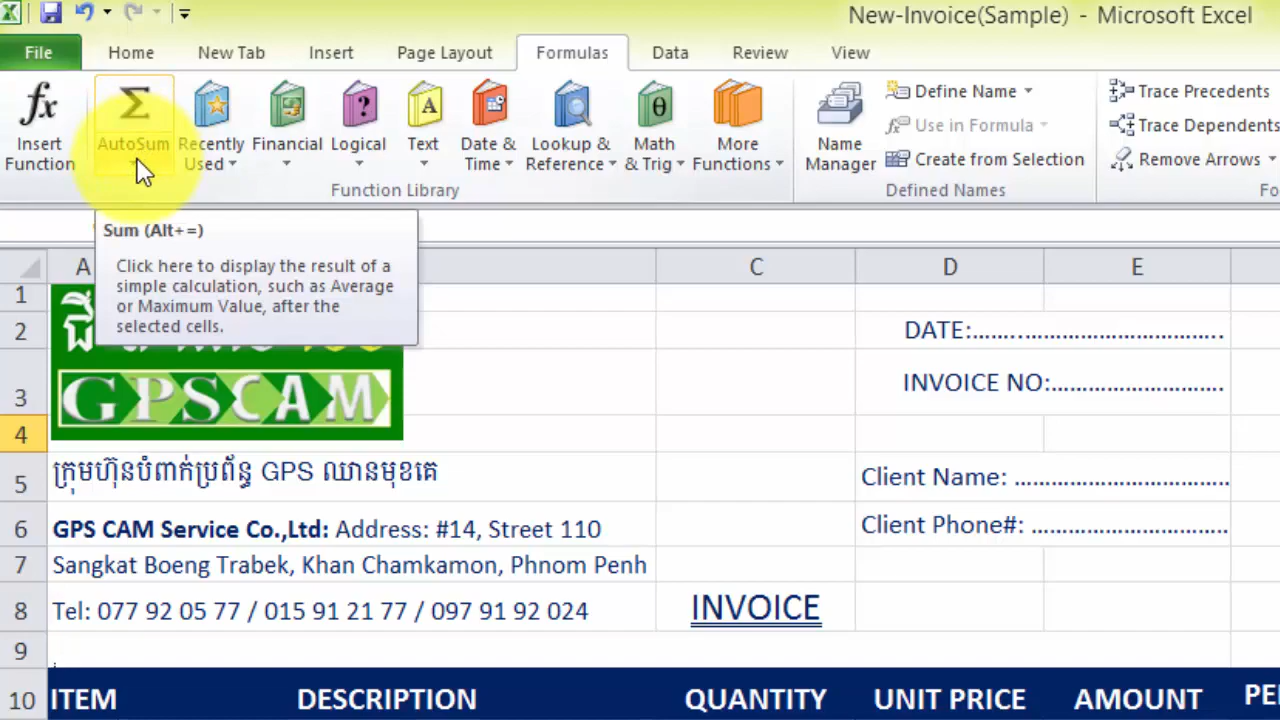 New-Invoice(Sample) - Microsoft Excel
File Home New Tab Insert Page Layout Formulas Data Review View
Insert Function
AutoSum
Recently Used
Financial
Logical
Text
Date & Time
Lookup & Reference
Math & Trig
More Functions
Name Manager
Define Name
Use in Formula
Create from Selection
Trace Precedents
Trace Dependents
Remove Arrows
Function Library
Defined Names
Sum (Alt+=)
Click here to display the result of a
simple calculation, such as Average
or Maximum Value, after the
selected cells.
A C D E
1
2 DATE:……..……………………………..
3 INVOICE NO:…………………………….
GPSCAM
4
5 ក្រុមហ៊ុនបំពាក់ប្រព័ន្ធ GPS ឈានមុខគេ Client Name: ……………………………..
6 GPS CAM Service Co.,Ltd: Address: #14, Street 110 Client Phone#: …………………………..
7 Sangkat Boeng Trabek, Khan Chamkamon, Phnom Penh
8 Tel: 077 92 05 77 / 015 91 21 77 / 097 91 92 024 INVOICE
9
10 ITEM DESCRIPTION QUANTITY UNIT PRICE AMOUNT